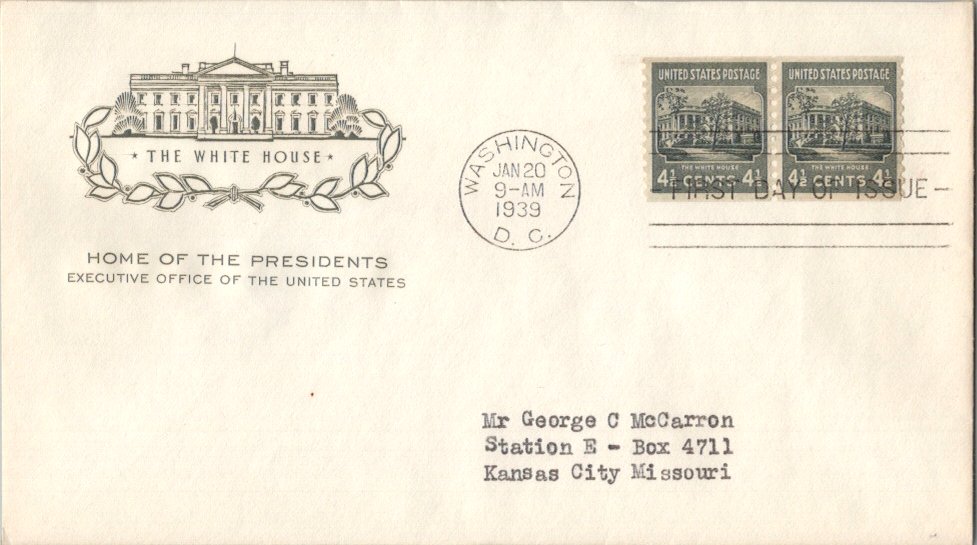 ★ THE WHITE HOUSE ★
HOME OF THE PRESIDENTS
EXECUTIVE OFFICE OF THE UNITED STATES
WASHINGTON
JAN 20
9-AM
1939
D. C.
UNITED STATES POSTAGE
THE WHITE HOUSE
4½ CENTS 4½
UNITED STATES POSTAGE
THE WHITE HOUSE
4½ CENTS 4½
-FIRST DAY OF ISSUE-
Mr George C McCarron
Station E - Box 4711
Kansas City Missouri